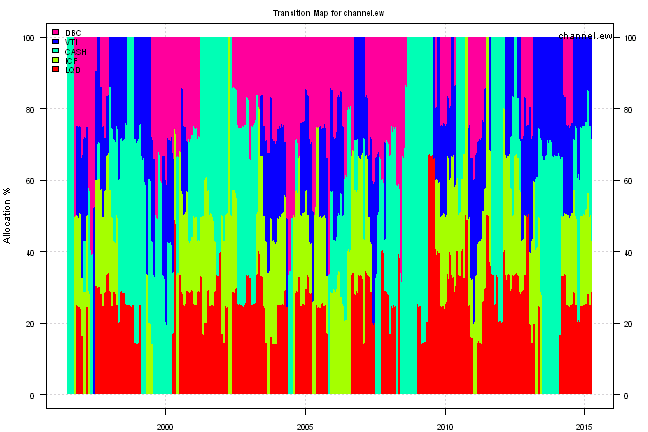 Transition Map for channel.ew
channel.ew
DBC
VTI
CASH
ICF
LQD
Allocation %
100
80
60
40
20
0
100
80
60
40
20
0
2000 2005 2010 2015